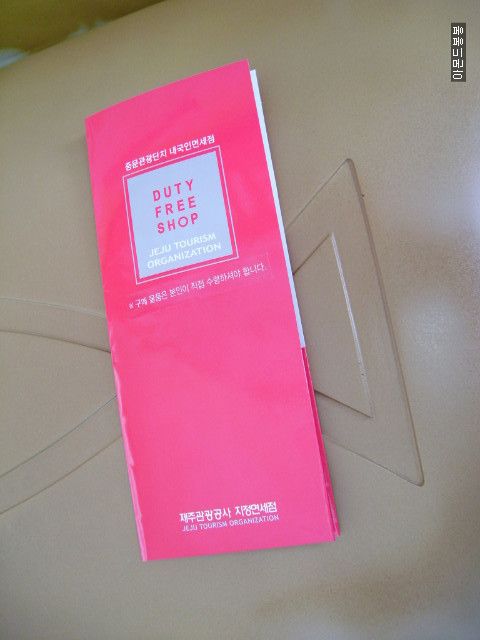 중문관광단지 내국인면세점
DUTY
FREE
SHOP
JEJU TOURISM
ORGANIZATION
※ 구매 물품은 본인이 직접 수령하셔야 합니다.
제주관광공사 지정면세점
JEJU TOURISM ORGANIZATION